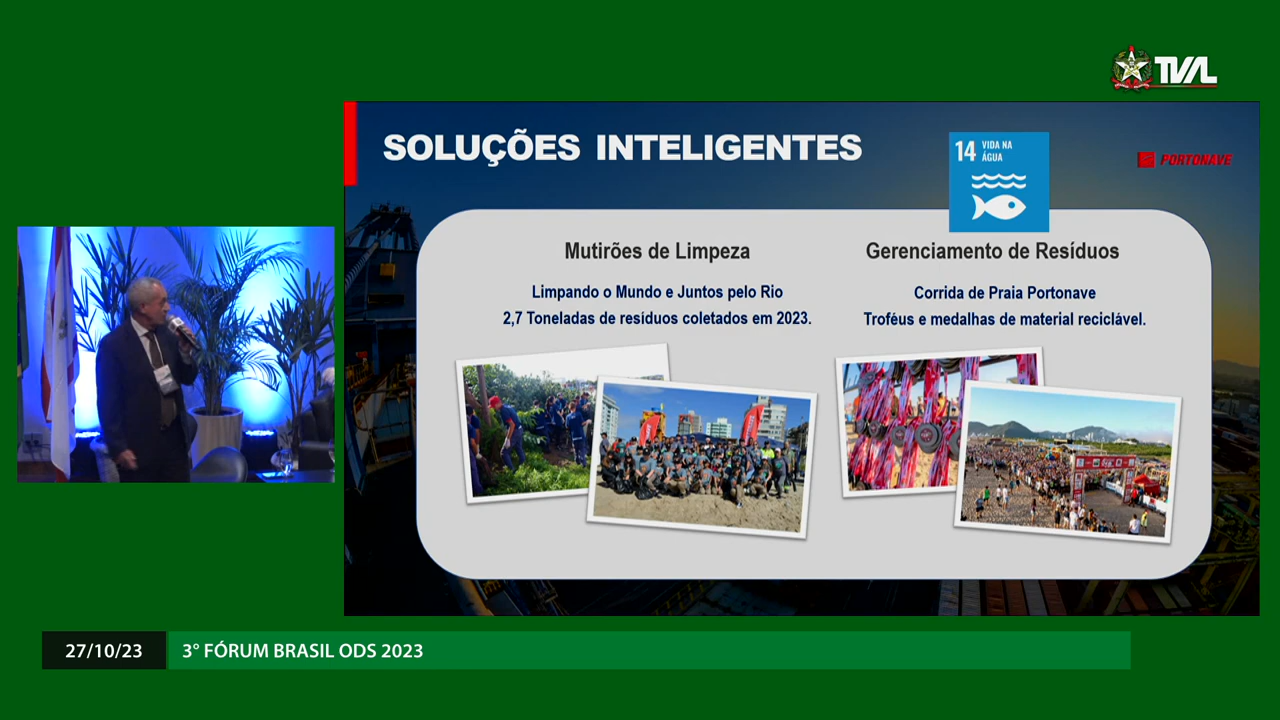 TVAL
SOLUÇÕES INTELIGENTES
14 VIDA NA
ÁGUA
PORTONAVE
Mutirões de Limpeza
Limpando o Mundo e Juntos pelo Rio
2,7 Toneladas de resíduos coletados em 2023.
Gerenciamento de Resíduos
Corrida de Praia Portonave
Troféus e medalhas de material reciclável.
27/10/23
3° FÓRUM BRASIL ODS 2023